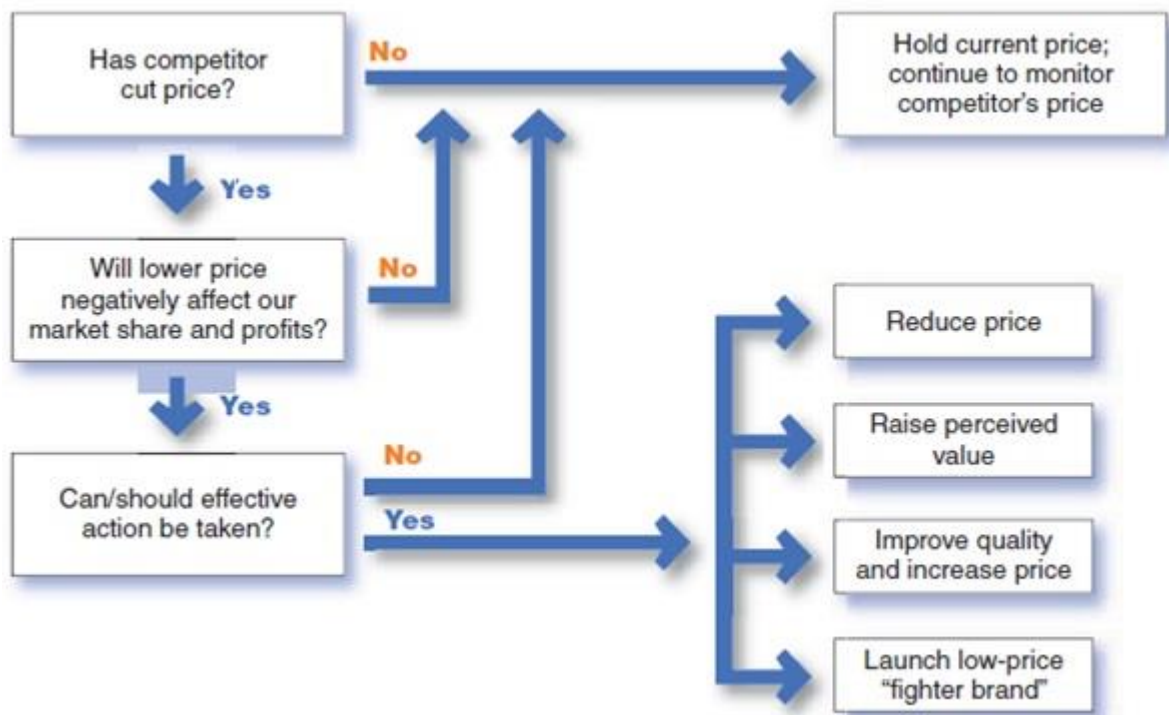 Has competitor
cut price?
No
Hold current price;
continue to monitor
competitor's price
Yes
Will lower price
negatively affect our
market share and profits?
No
Yes
Can/should effective
action be taken?
No
Yes
Reduce price
Raise perceived
value
Improve quality
and increase price
Launch low-price
“fighter brand”